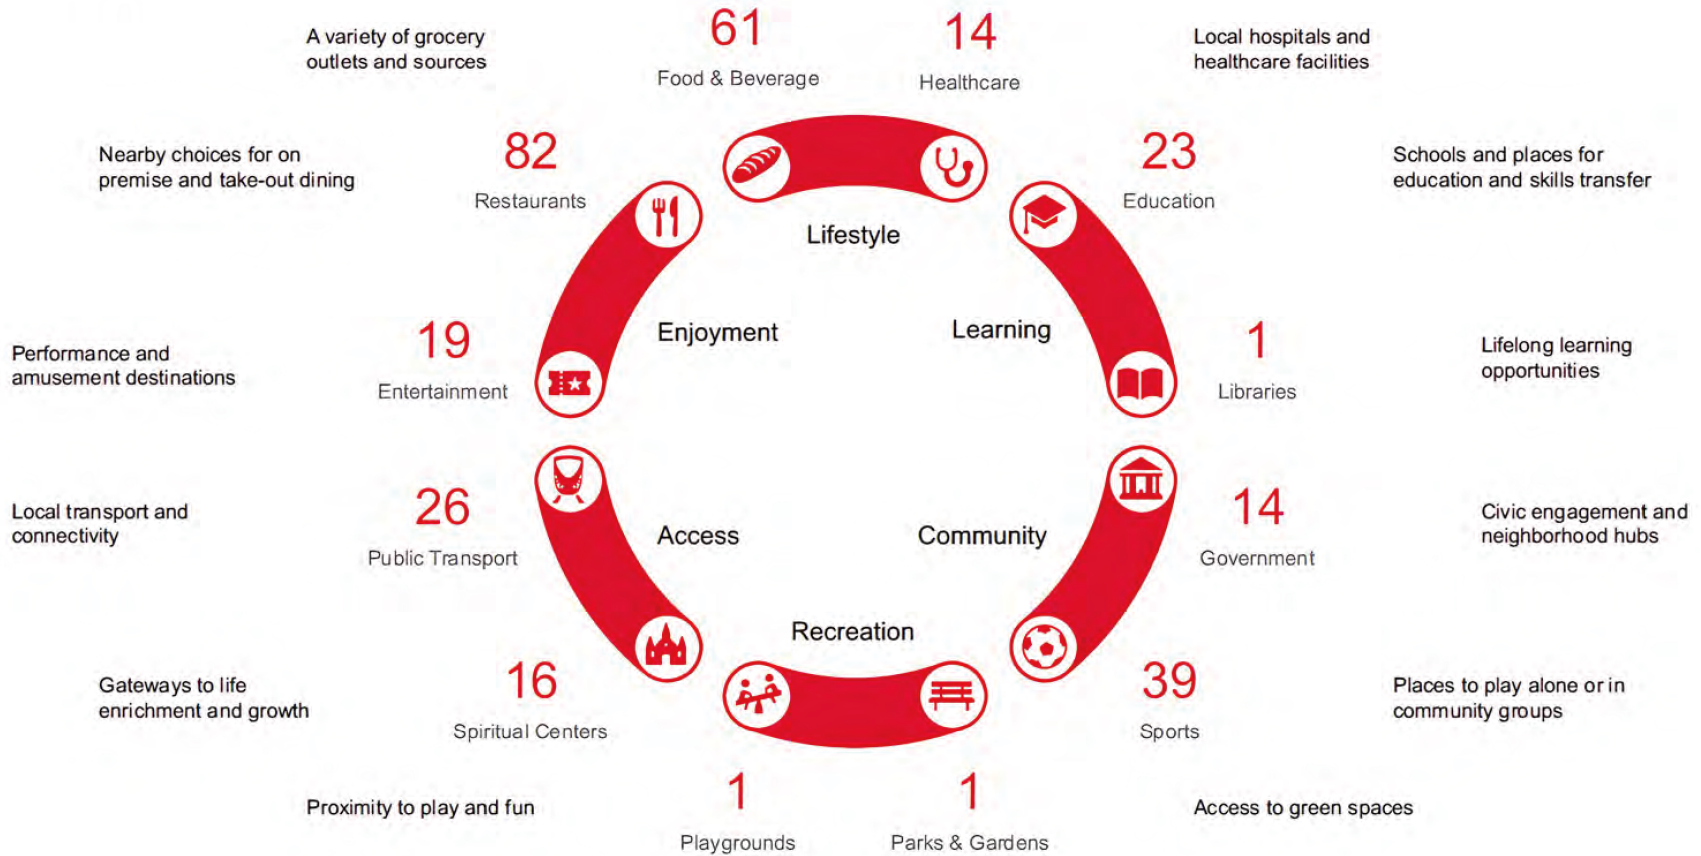 61
14
A variety of grocery
outlets and sources
Food & Beverage
Healthcare
Local hospitals and
healthcare facilities
Nearby choices for on
premise and take-out dining
82
Restaurants
23
Education
Schools and places for
education and skills transfer
Lifestyle
Enjoyment
Learning
Performance and
amusement destinations
19
Entertainment
1
Libraries
Lifelong learning
opportunities
Local transport and
connectivity
26
Public Transport
Access
Community
14
Government
Civic engagement and
neighborhood hubs
Recreation
Gateways to life
enrichment and growth
16
Spiritual Centers
39
Sports
Places to play alone or in
community groups
Proximity to play and fun
1
Playgrounds
1
Parks & Gardens
Access to green spaces